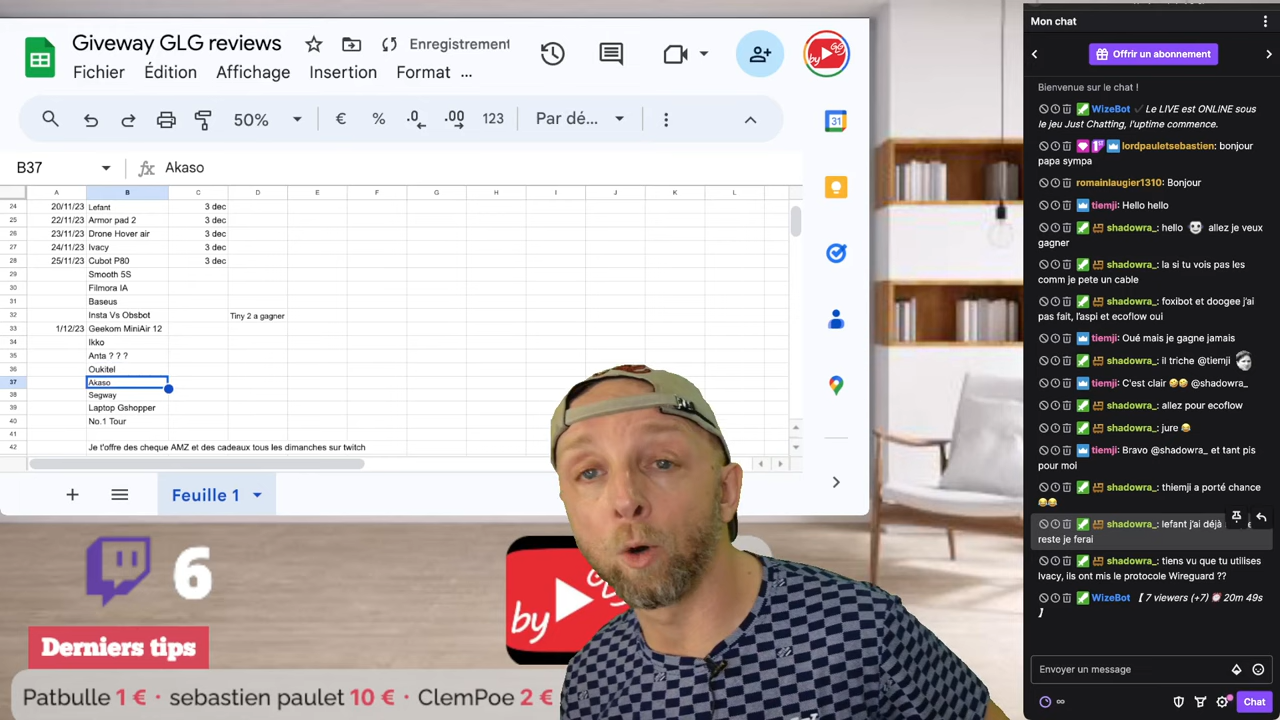 Giveway GLG reviews
Enregistrement
Fichier Édition Affichage Insertion Format ...
50% € % .0 .00 123 Par dé...
B37 fx Akaso
A B C D E F G H I J K L
24 20/11/23 Lefant 3 dec
25 22/11/23 Armor pad 2 3 dec
26 23/11/23 Drone Hover air 3 dec
27 24/11/23 Ivacy 3 dec
28 25/11/23 Cubot P80 3 dec
29 Smooth 5S
30 Filmora IA
31 Baseus
32 Insta Vs Obsbot Tiny 2 a gagner
33 1/12/23 Geekom MiniAir 12
34 Ikko
35 Anta ? ? ?
36 Oukitel
37 Akaso
38 Segway
39 Laptop Gshopper
40 No.1 Tour
41
42 Je t'offre des cheque AMZ et des cadeaux tous les dimanches sur twitch
Feuille 1
31
6
by GG
Derniers tips
Patbulle 1 € · sebastien paulet 10 € · ClemPoe 2 €
Mon chat
Offrir un abonnement
Bienvenue sur le chat !
WizeBot Le LIVE est ONLINE sous
le jeu Just Chatting, l'uptime commence.
lordpauletsebastien: bonjour
papa sympa
romainlaugier1310: Bonjour
tiemji: Hello hello
shadowra_: hello allez je veux
gagner
shadowra_: la si tu vois pas les
comm je pete un cable
shadowra_: foxibot et doogee j'ai
pas fait, l'aspi et ecoflow oui
tiemji: Oué mais je gagne jamais
shadowra_: il triche @tiemji
tiemji: C'est clair 🤣🤣 @shadowra_
shadowra_: allez pour ecoflow
shadowra_: jure 😂
tiemji: Bravo @shadowra_ et tant pis
pour moi
shadowra_: thiemji a porté chance
😂😂
shadowra_: lefant j'ai déjà
reste je ferai
shadowra_: tiens vu que tu utilises
Ivacy, ils ont mis le protocole Wireguard ??
WizeBot 【 7 viewers (+7) ⏰ 20m 49s
】
Envoyer un message
∞ Chat